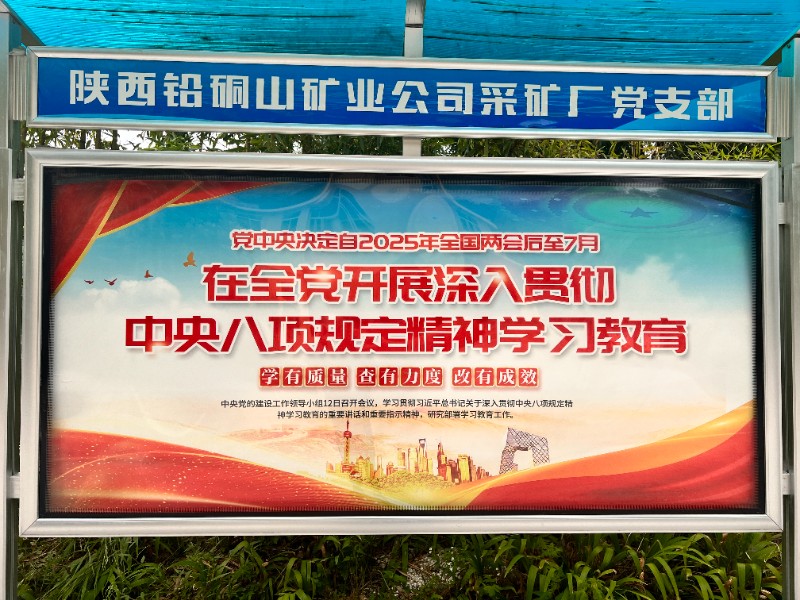 陕西铅硐山矿业公司采矿厂党支部
党中央决定自2025年全国两会后至7月
在全党开展深入贯彻
中央八项规定精神学习教育
学有质量 查有力度 改有成效
中央党的建设工作领导小组12日召开会议，学习贯彻习近平总书记关于深入贯彻中央八项规定精
神学习教育的重要讲话和重要指示精神，研究部署学习教育工作。